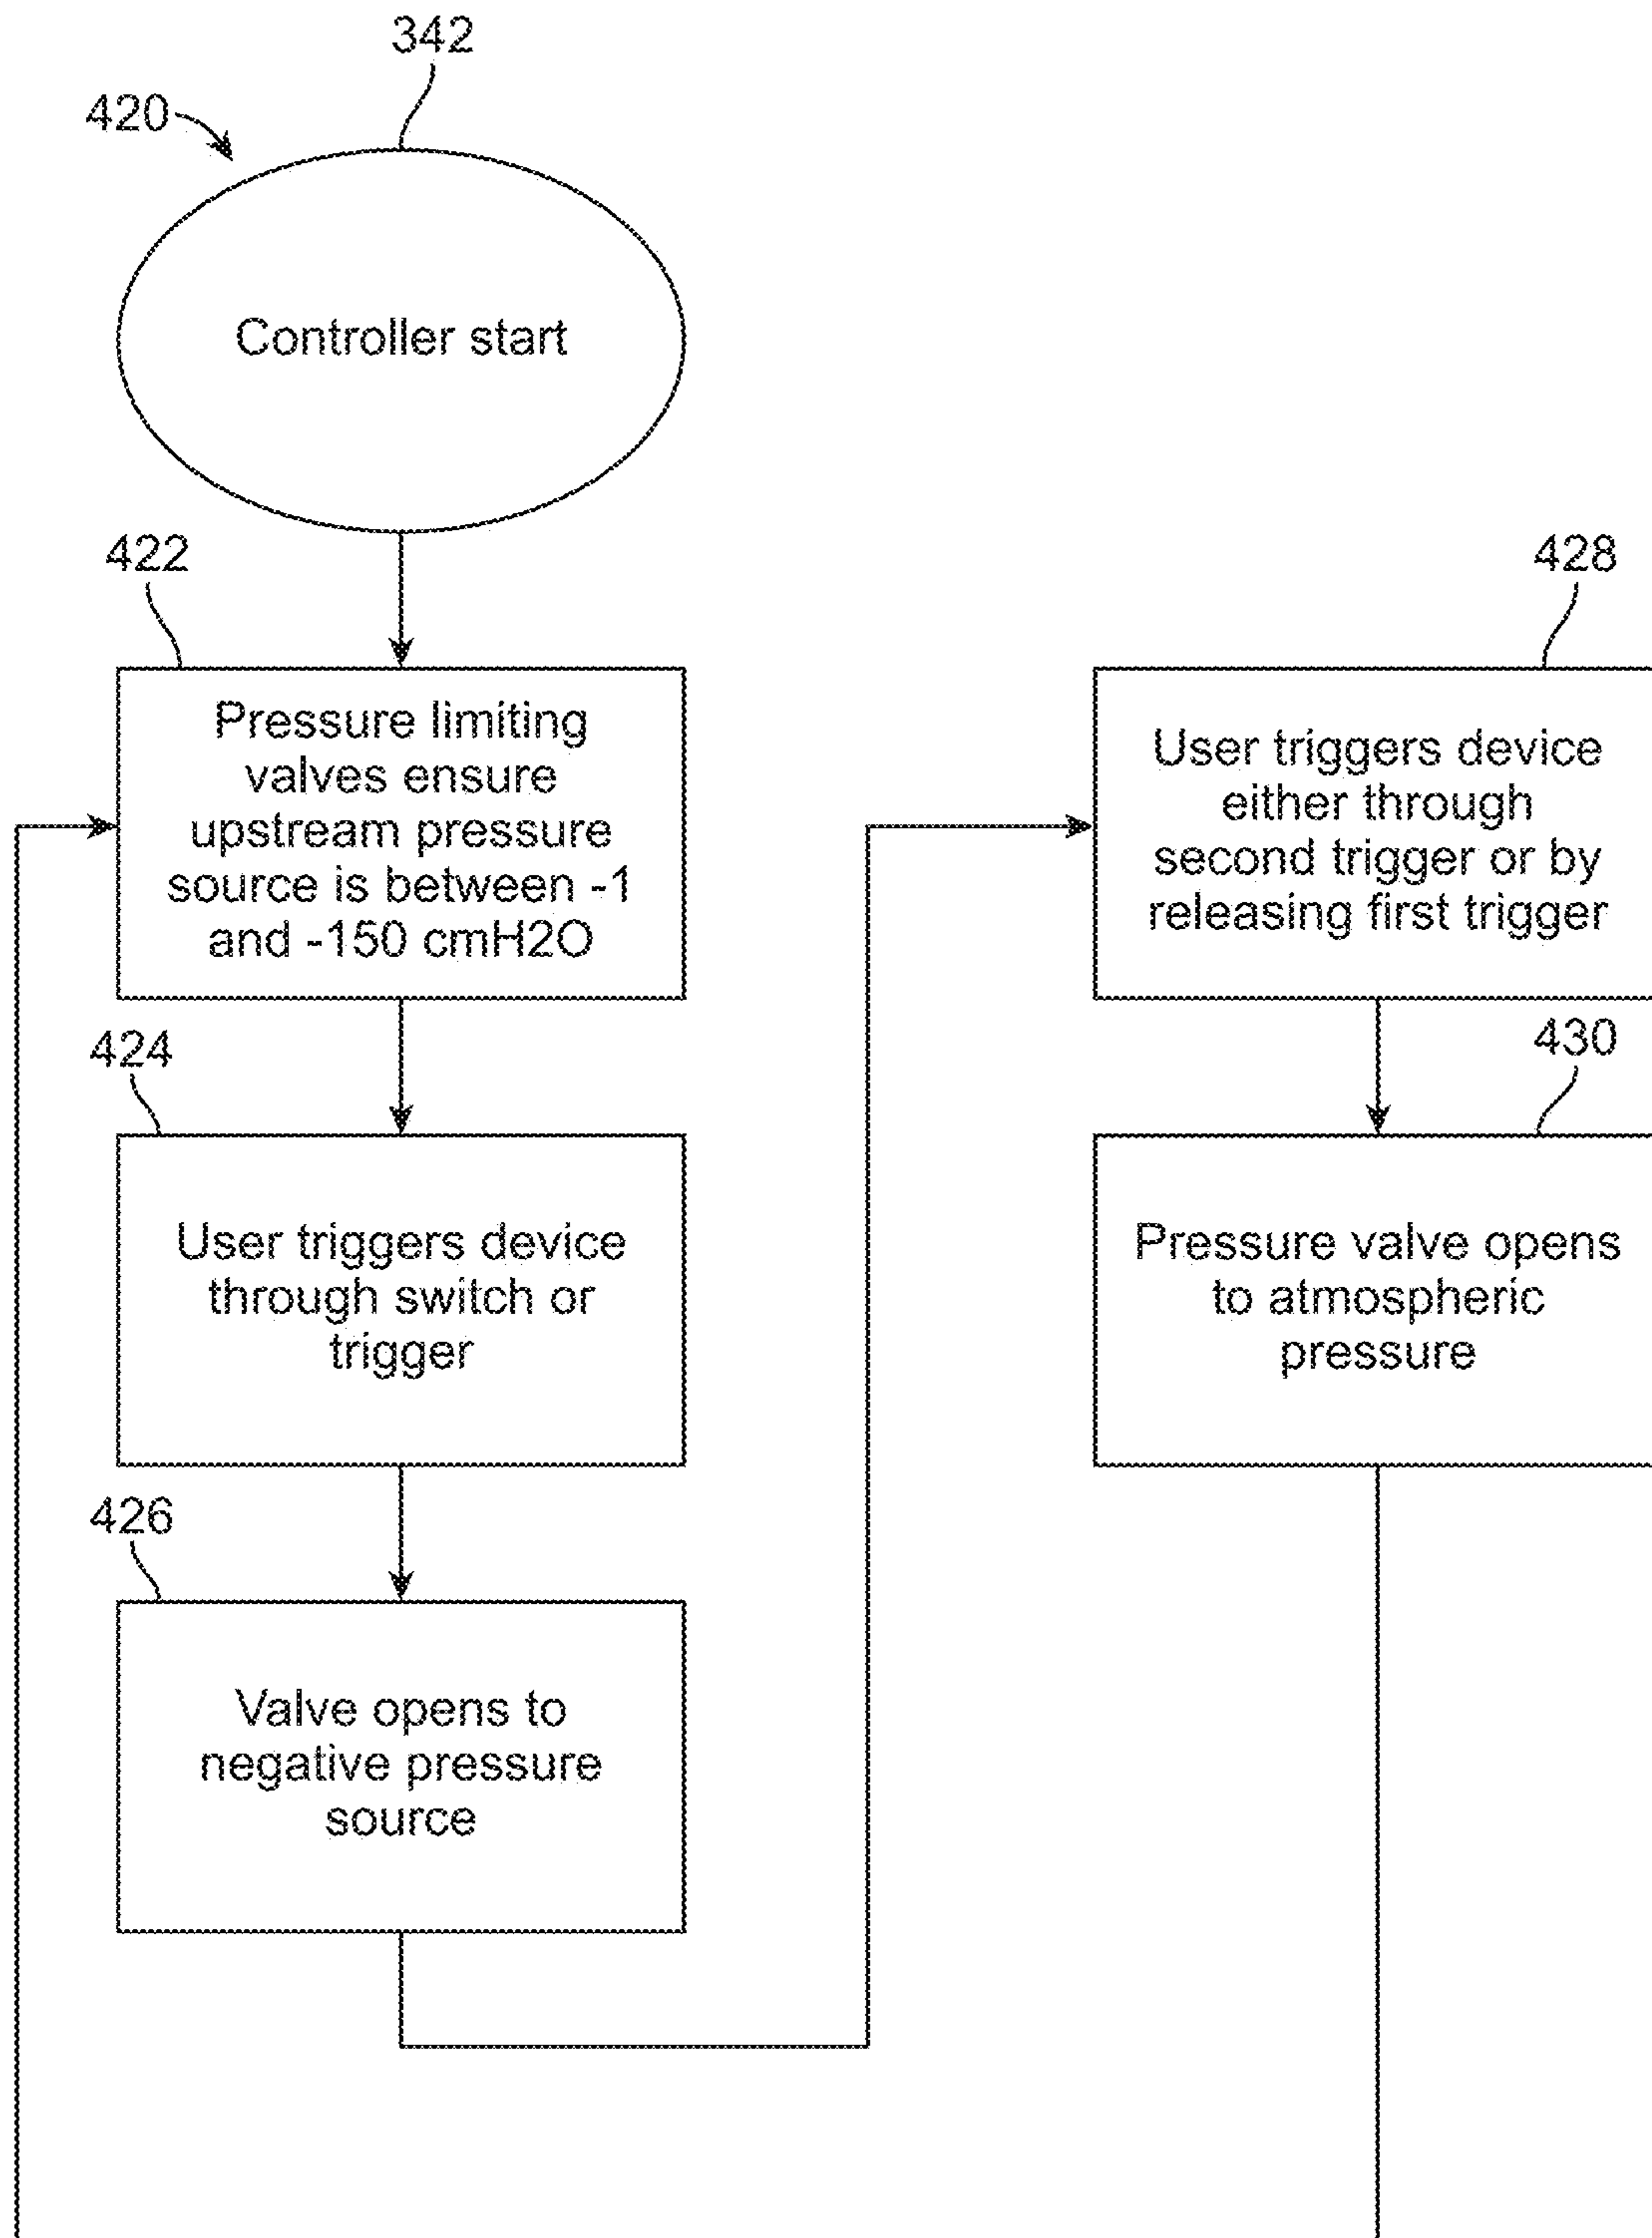 342
420
Controller start
422
Pressure limiting
valves ensure
upstream pressure
source is between -1
and -150 cmH2O
424
User triggers device
through switch or
trigger
426
Valve opens to
negative pressure
source
428
User triggers device
either through
second trigger or by
releasing first trigger
430
Pressure valve opens
to atmospheric
pressure